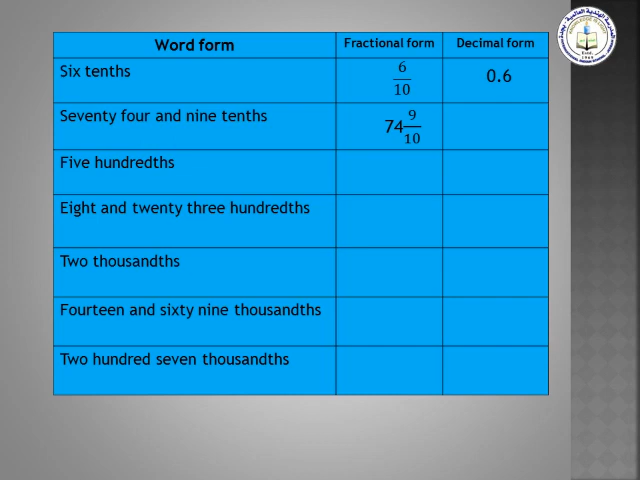 Word form Fractional form Decimal form
Six tenths 6/10 0.6
Seventy four and nine tenths 74 9/10
Five hundredths
Eight and twenty three hundredths
Two thousandths
Fourteen and sixty nine thousandths
Two hundred seven thousandths